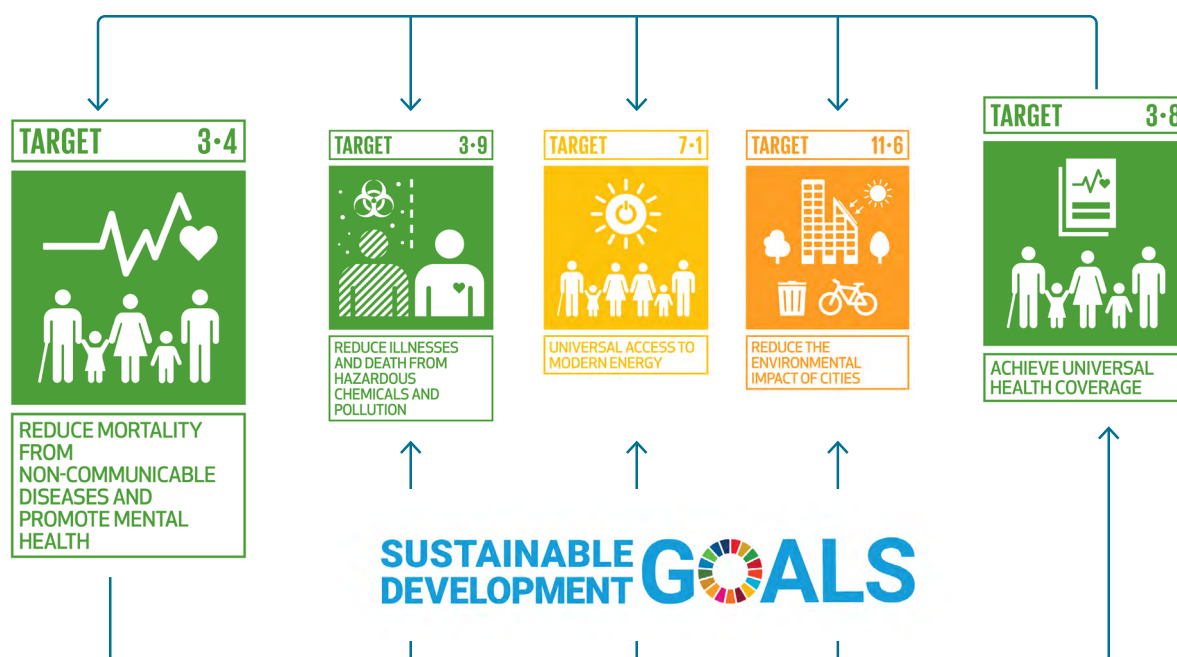 TARGET 3·4
REDUCE MORTALITY
FROM
NON-COMMUNICABLE
DISEASES AND
PROMOTE MENTAL
HEALTH
TARGET 3·9
REDUCE ILLNESSES
AND DEATH FROM
HAZARDOUS
CHEMICALS AND
POLLUTION
TARGET 7·1
UNIVERSAL ACCESS TO
MODERN ENERGY
TARGET 11·6
REDUCE THE
ENVIRONMENTAL
IMPACT OF CITIES
TARGET 3·8
ACHIEVE UNIVERSAL
HEALTH COVERAGE
SUSTAINABLE
DEVELOPMENT
GOALS